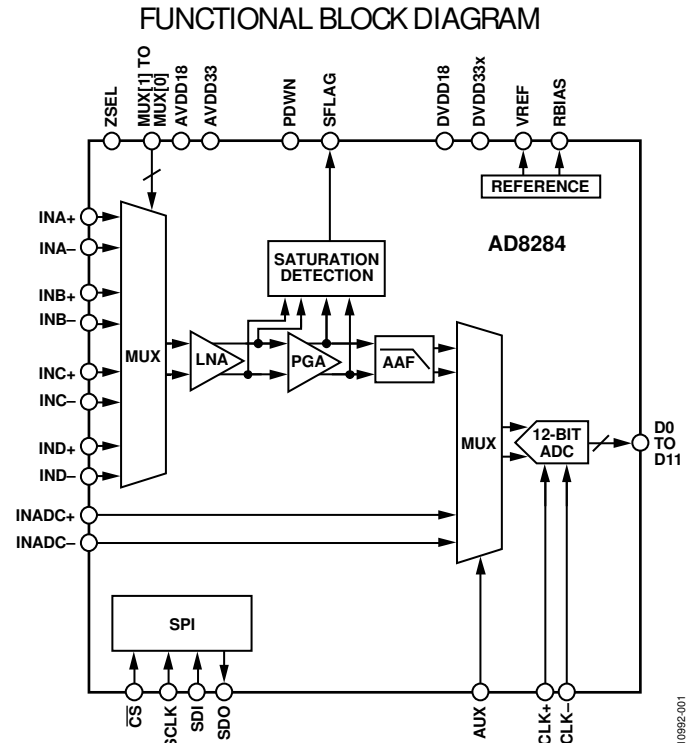 FUNCTIONAL BLOCK DIAGRAM
ZSEL
MUX[1] TO
MUX[0]
AVDD18
AVDD33
PDWN
SFLAG
DVDD18
DVDD33x
VREF
RBIAS
REFERENCE
AD8284
INA+
INA–
INB+
INB–
INC+
INC–
IND+
IND–
INADC+
INADC–
MUX
LNA
SATURATION
DETECTION
PGA
AAF
MUX
12-BIT
ADC
D0
TO
D11
SPI
CS
SCLK
SDI
SDO
AUX
CLK+
CLK–
10992-001